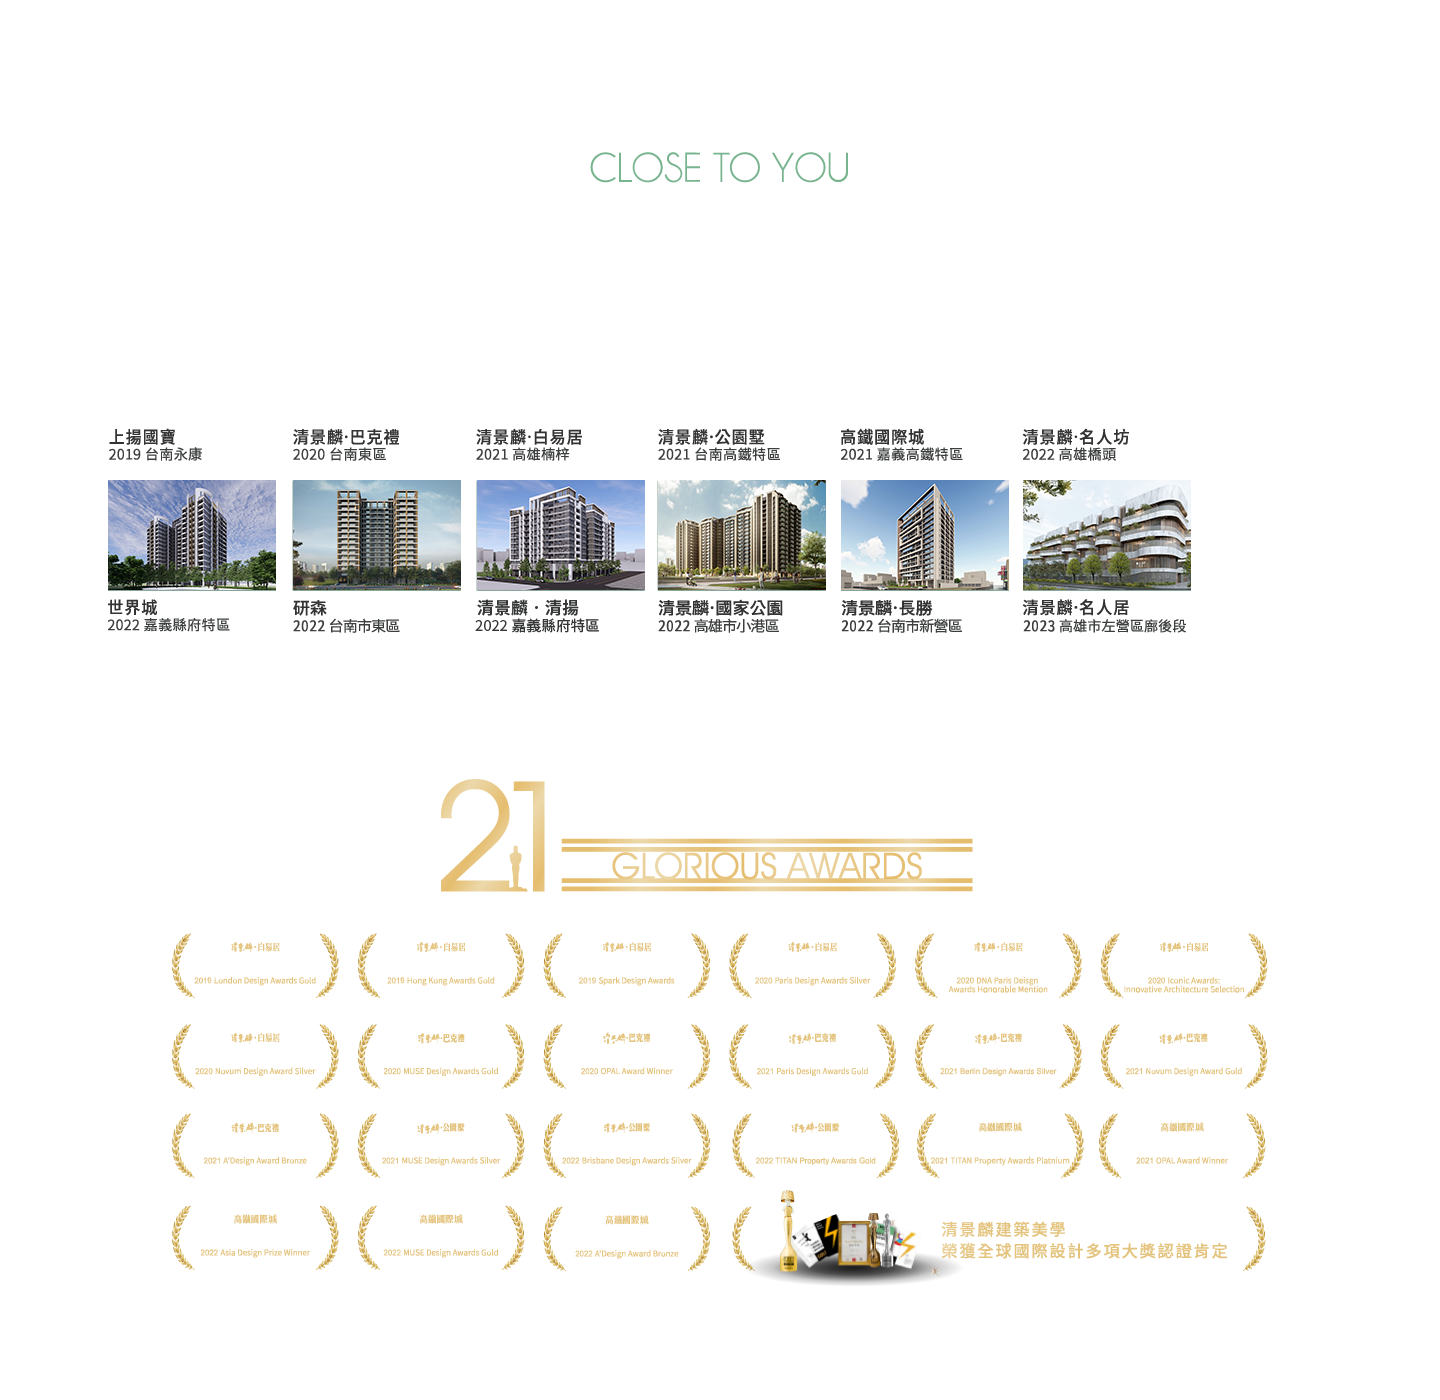 CLOSE TO YOU
上揚國寶
2019 台南永康
清景麟·巴克禮
2020 台南東區
清景麟·白易居
2021 高雄楠梓
清景麟·公園墅
2021 台南高鐵特區
高鐵國際城
2021 嘉義高鐵特區
清景麟·名人坊
2022 高雄橋頭
世界城
2022 嘉義縣府特區
研森
2022 台南市東區
清景麟·清揚
2022 嘉義縣府特區
清景麟·國家公園
2022 高雄市小港區
清景麟·長勝
2022 台南市新營區
清景麟·名人居
2023 高雄市左營區廍後段
21
GLORIOUS AWARDS
清景麟·白易居
2019 London Design Awards Gold
清景麟·白易居
2019 Hong Kong Awards Gold
清景麟·白易居
2019 Spark Design Awards
清景麟·白易居
2020 Paris Design Awards Silver
清景麟·白易居
2020 DNA Paris Deisgn
Awards Honorable Mention
清景麟·白易居
2020 Iconic Awards:
Innovative Architecture Selection
清景麟·白易居
2020 Novum Design Award Silver
清景麟·巴克禮
2020 MUSE Design Awards Gold
清景麟·巴克禮
2020 OPAL Award Winner
清景麟·巴克禮
2021 Paris Design Awards Gold
清景麟·巴克禮
2021 Berlin Design Awards Silver
清景麟·巴克禮
2021 Novum Design Award Gold
清景麟·巴克禮
2021 A'Design Award Bronze
清景麟·公園墅
2021 MUSE Design Awards Silver
清景麟·公園墅
2022 Brisbane Design Awards Silver
清景麟·公園墅
2022 TITAN Property Awards Gold
高鐵國際城
2021 TITAN Property Awards Platnium
高鐵國際城
2021 OPAL Award Winner
高鐵國際城
2022 Asia Design Prize Winner
高鐵國際城
2022 MUSE Design Awards Gold
高鐵國際城
2022 A'Design Award Bronze
清景麟建築美學
榮獲全球國際設計多項大獎認證肯定